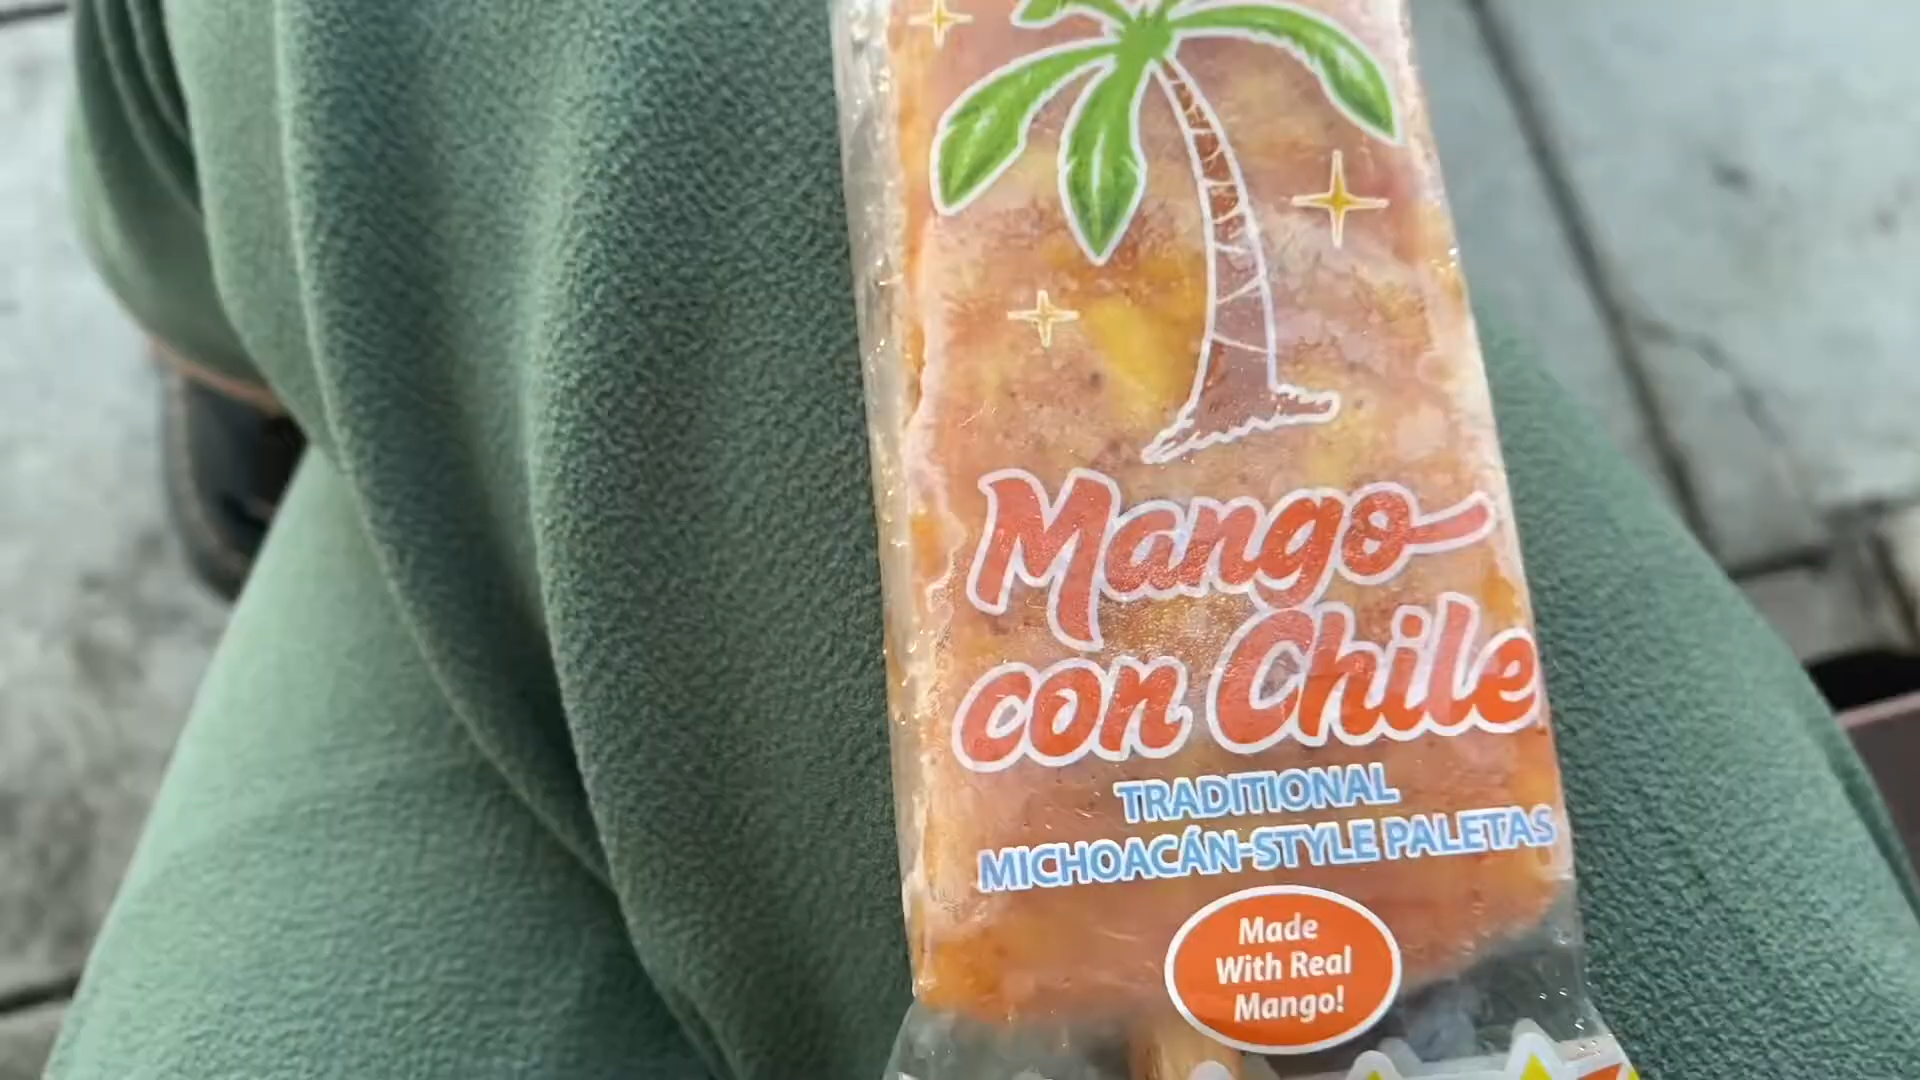 Mango
con Chile
TRADITIONAL
MICHOACÁN-STYLE PALETAS
Made
With Real
Mango!